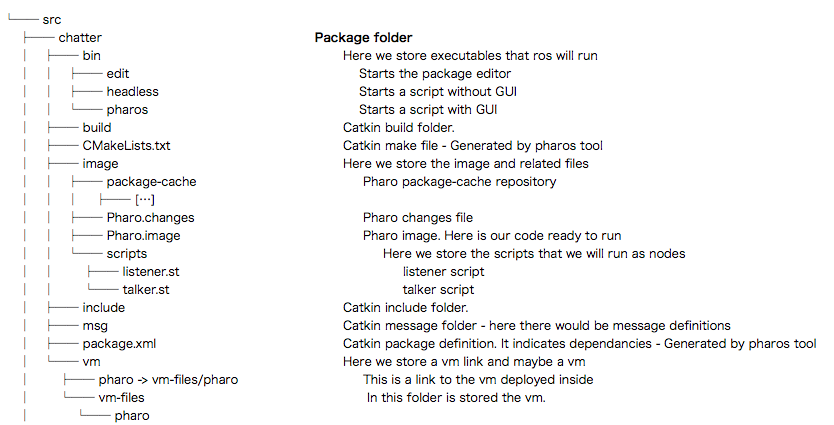 └── src
├── chatter Package folder
│ ├── bin Here we store executables that ros will run
│ │ ├── edit Starts the package editor
│ │ ├── headless Starts a script without GUI
│ │ └── pharos Starts a script with GUI
│ ├── build Catkin build folder.
│ ├── CMakeLists.txt Catkin make file - Generated by pharos tool
│ ├── image Here we store the image and related files
│ │ ├── package-cache Pharo package-cache repository
│ │ │ ├── [⋯]
│ │ ├── Pharo.changes Pharo changes file
│ │ ├── Pharo.image Pharo image. Here is our code ready to run
│ │ └── scripts Here we store the scripts that we will run as nodes
│ │ ├── listener.st listener script
│ │ └── talker.st talker script
│ ├── include Catkin include folder.
│ ├── msg Catkin message folder - here there would be message definitions
│ ├── package.xml Catkin package definition. It indicates dependancies - Generated by pharos tool
│ └── vm Here we store a vm link and maybe a vm
│ ├── pharo -> vm-files/pharo This is a link to the vm deployed inside
│ └── vm-files In this folder is stored the vm.
│ └── pharo